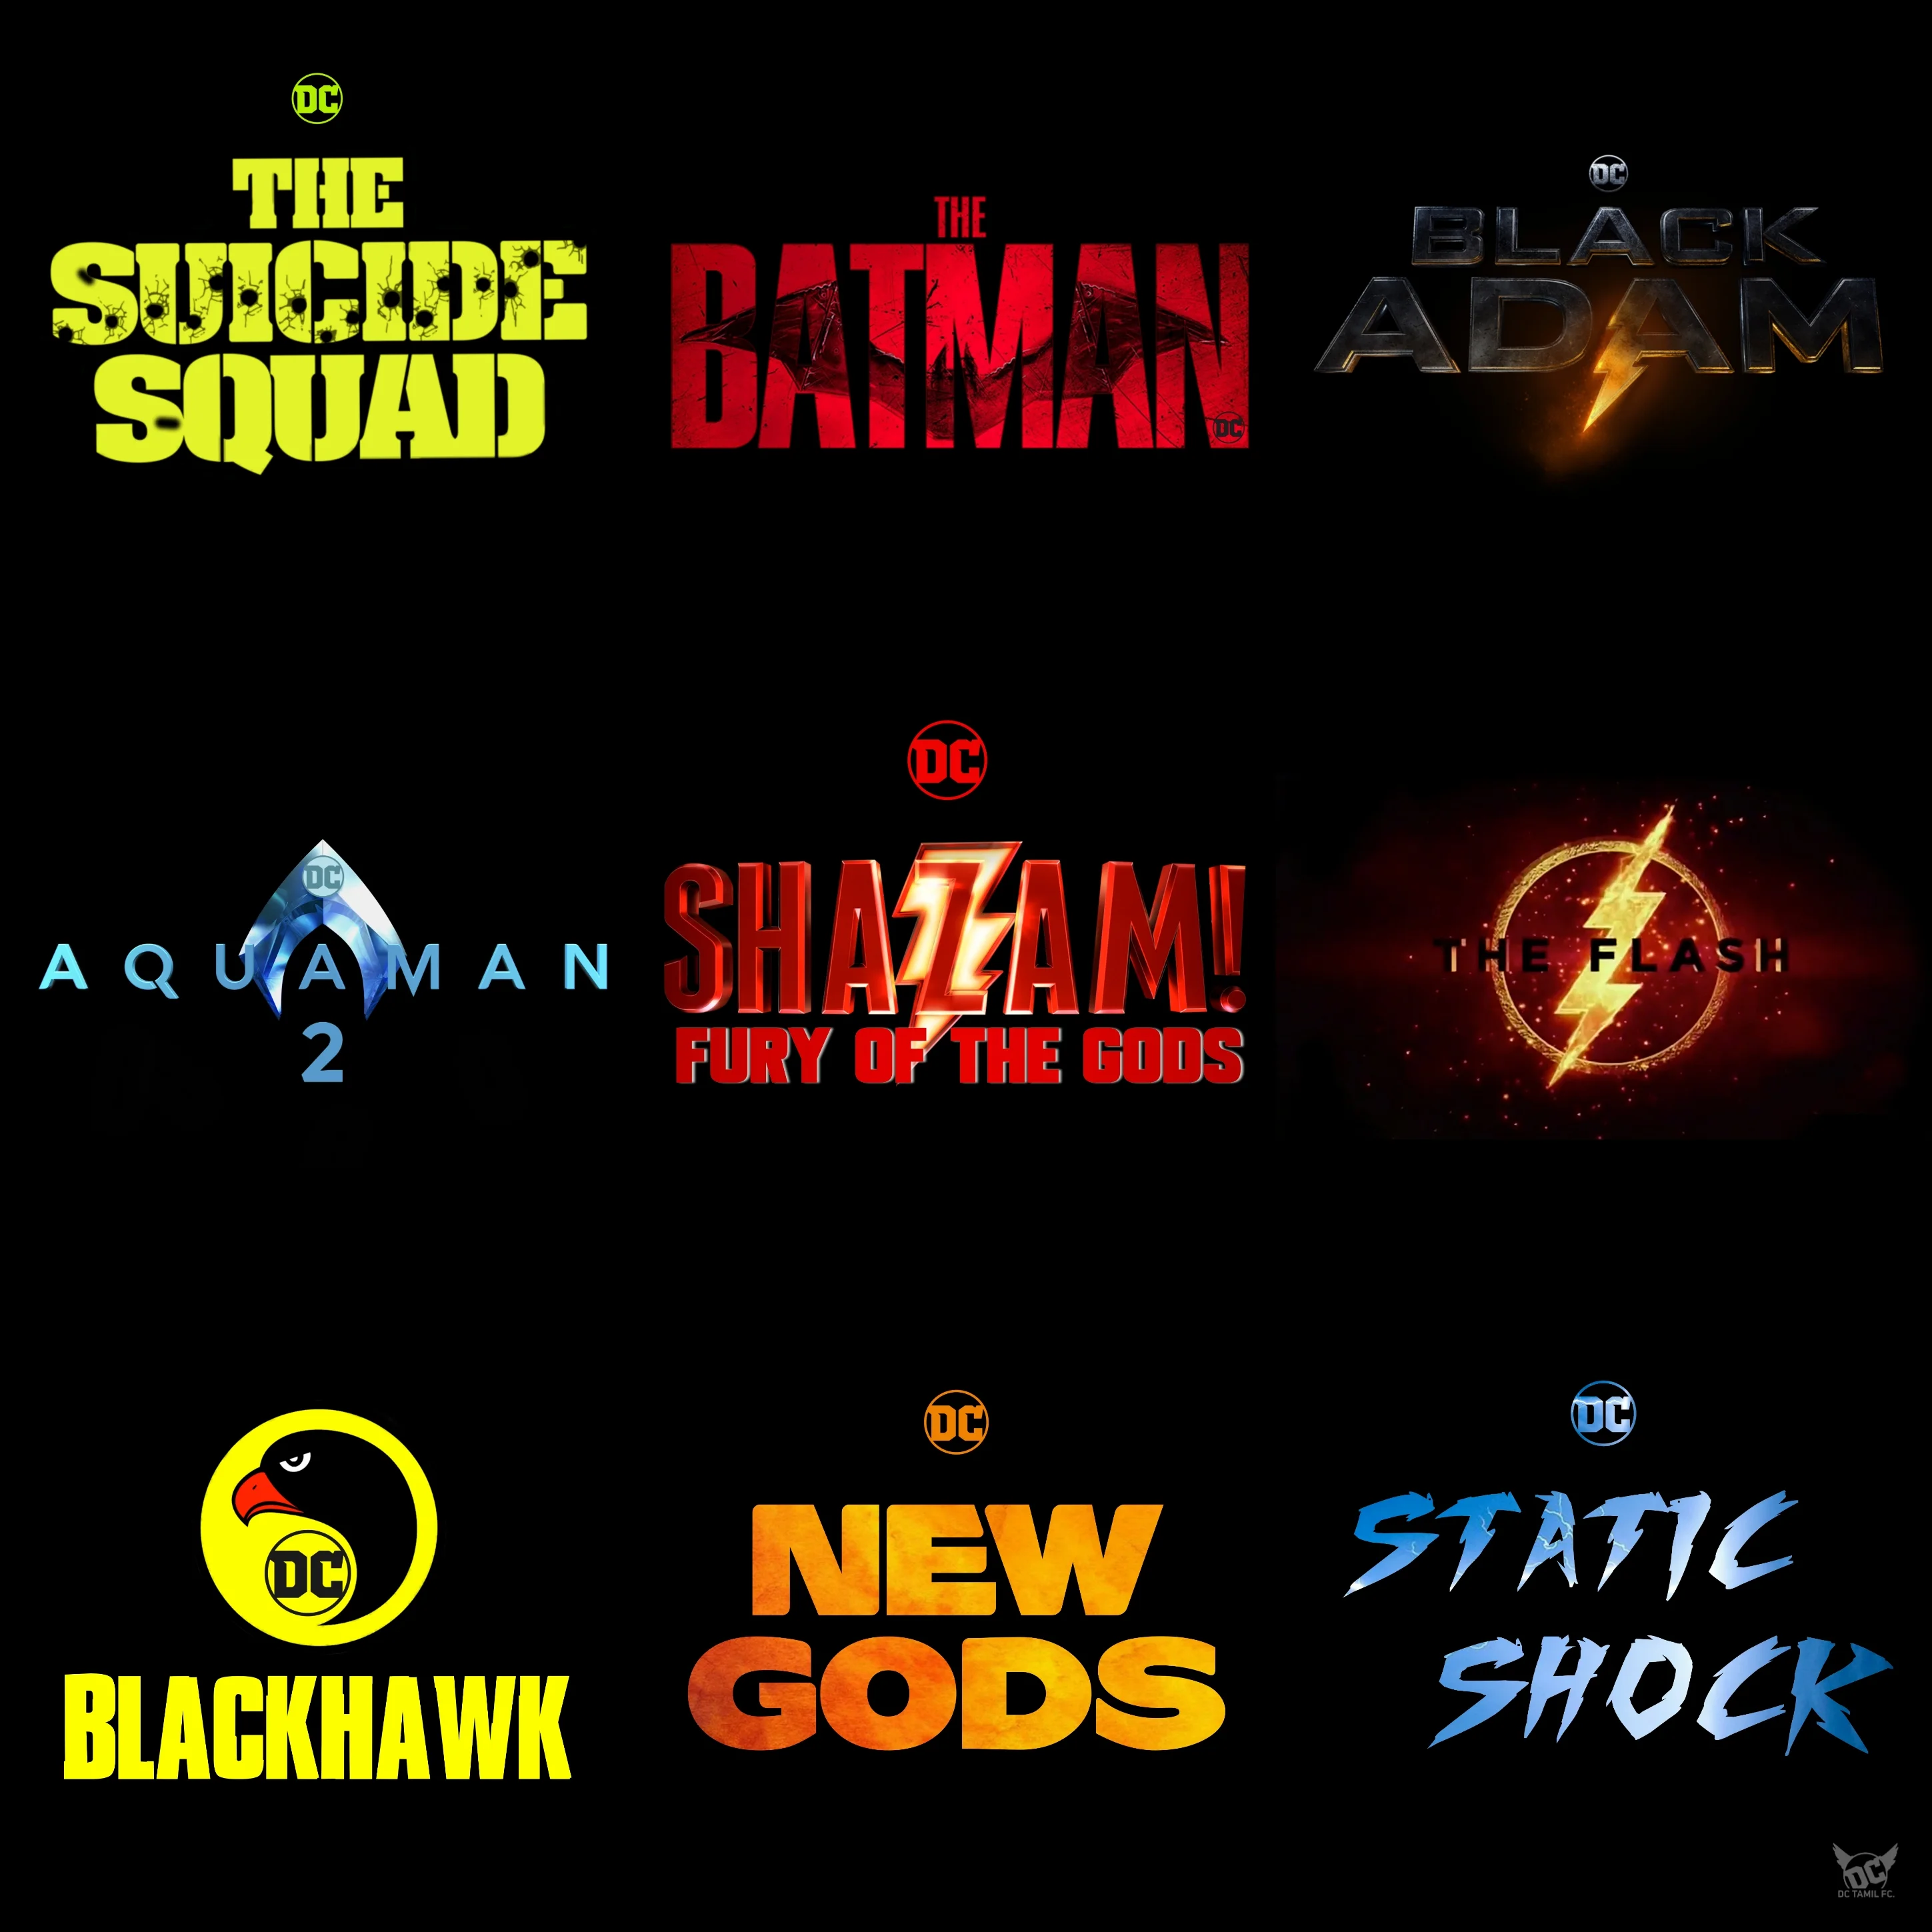 DC
THE
SUICIDE
SQUAD
THE
BATMAN
DC
DC
BLACK
ADAM
DC
AQUAMAN
2
DC
SHAZAM!
FURY OF THE GODS
THE FLASH
DC
BLACKHAWK
DC
NEW
GODS
DC
STATIC
SHOCK
DC
DC TAMIL FC.